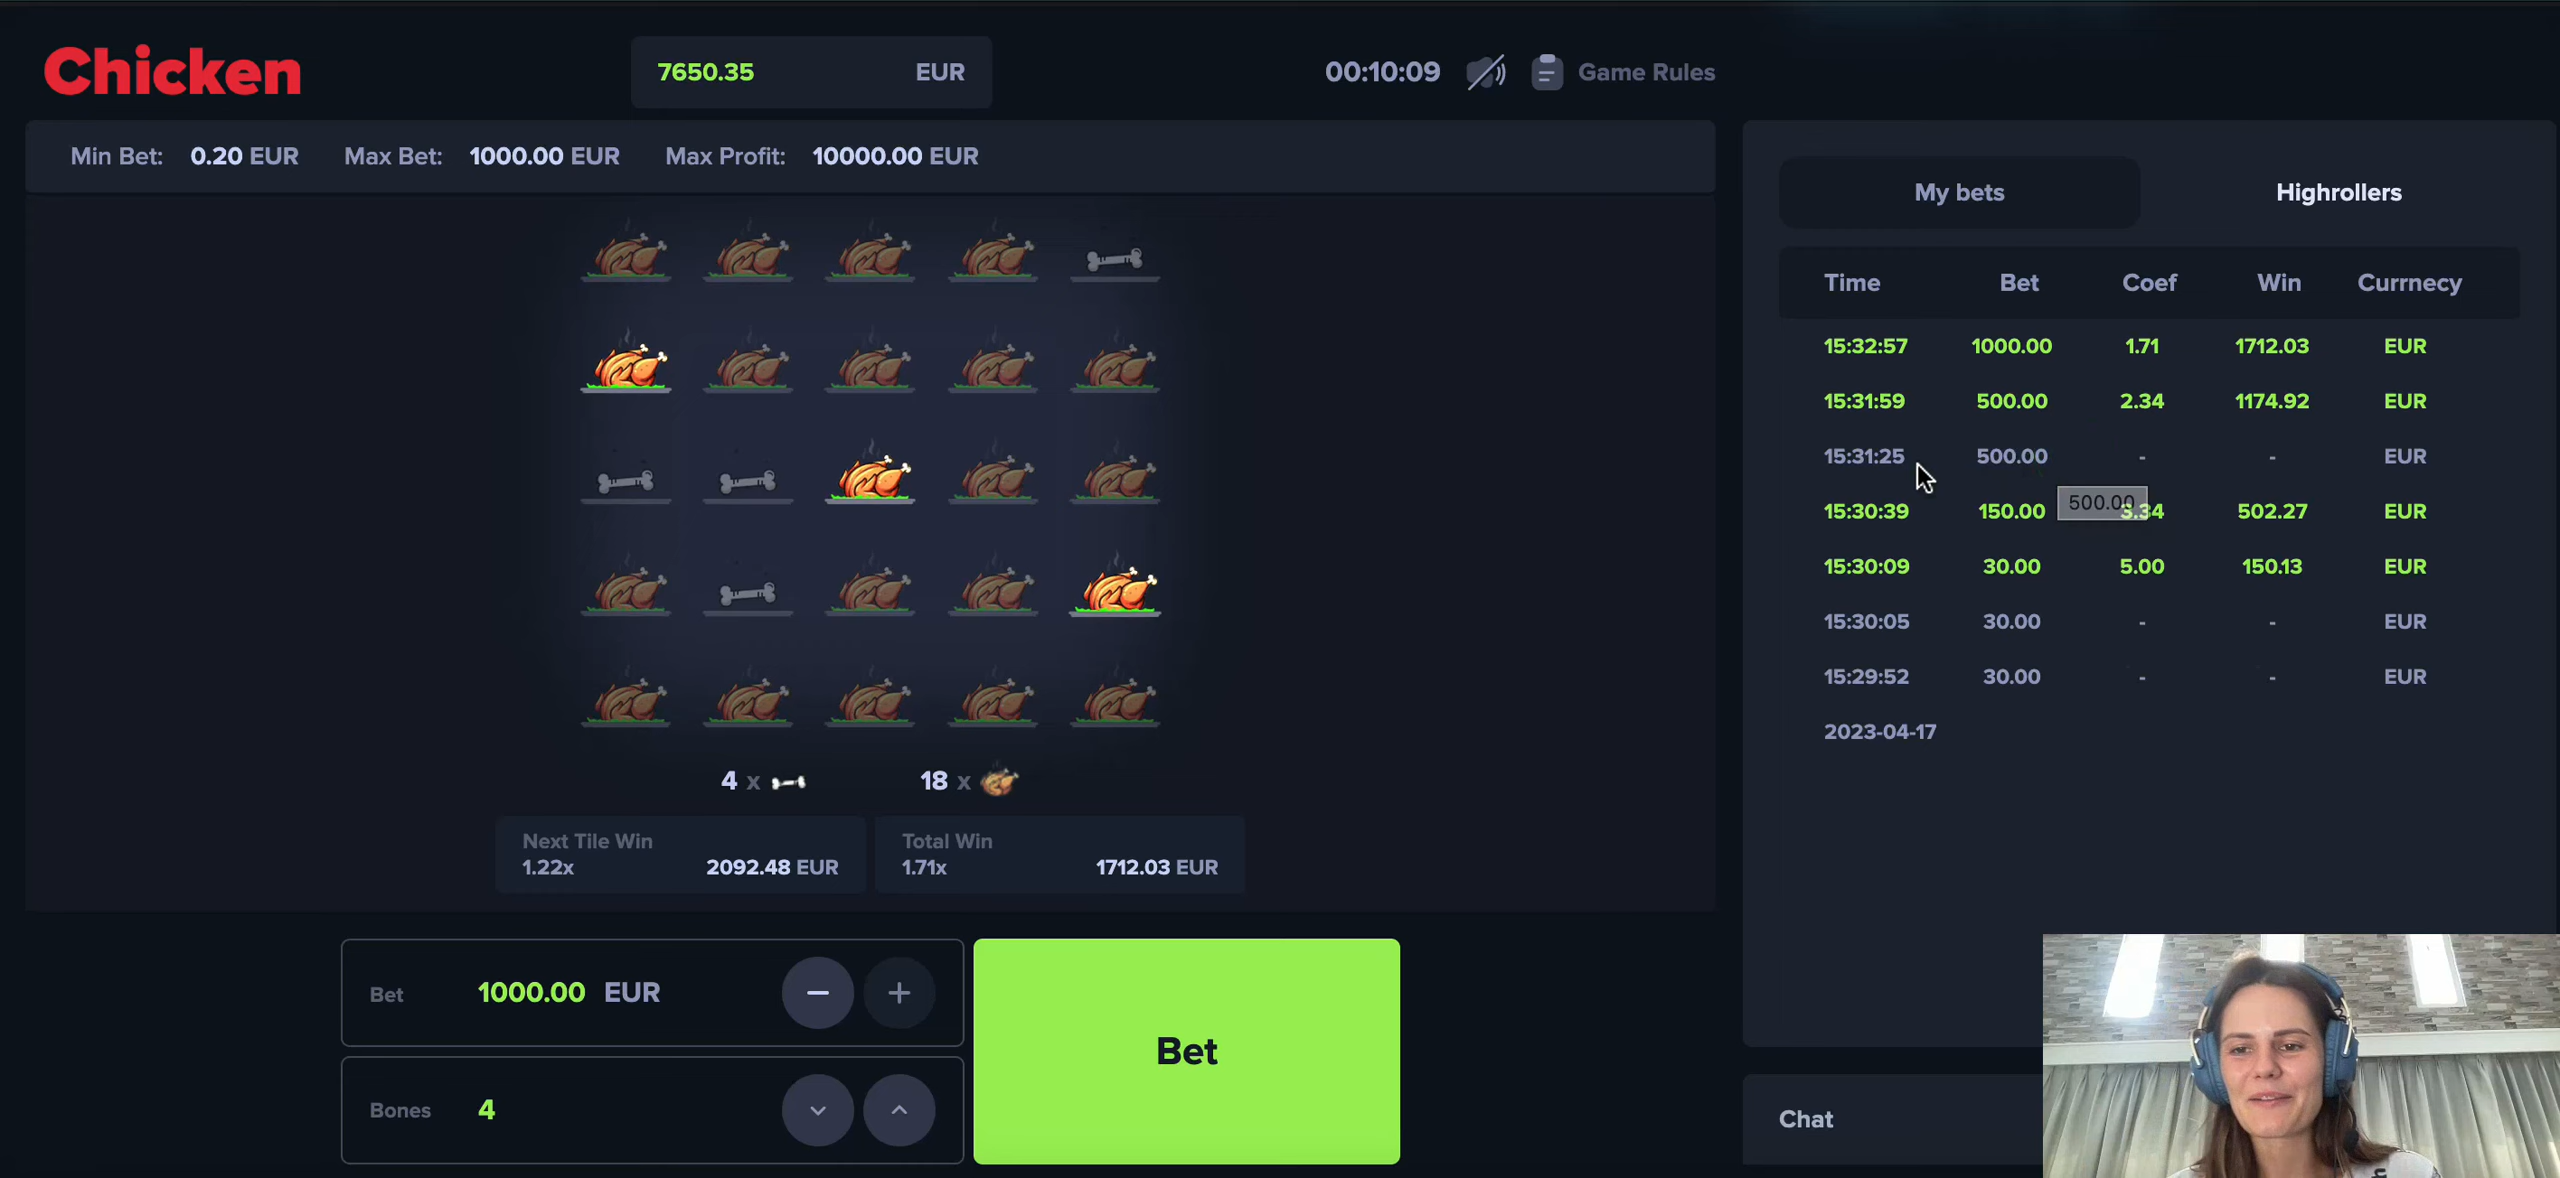 Chicken
7650.35 EUR
00:10:09 Game Rules
Min Bet: 0.20 EUR Max Bet: 1000.00 EUR Max Profit: 10000.00 EUR
4 x 18 x
Next Tile Win
1.22x 2092.48 EUR
Total Win
1.71x 1712.03 EUR
Bet 1000.00 EUR − +
Bones 4
Bet
My bets Highrollers
Time Bet Coef Win Currnecy
15:32:57 1000.00 1.71 1712.03 EUR
15:31:59 500.00 2.34 1174.92 EUR
15:31:25 500.00 - - EUR
500.00
15:30:39 150.00 3.34 502.27 EUR
15:30:09 30.00 5.00 150.13 EUR
15:30:05 30.00 - - EUR
15:29:52 30.00 - - EUR
2023-04-17
Chat